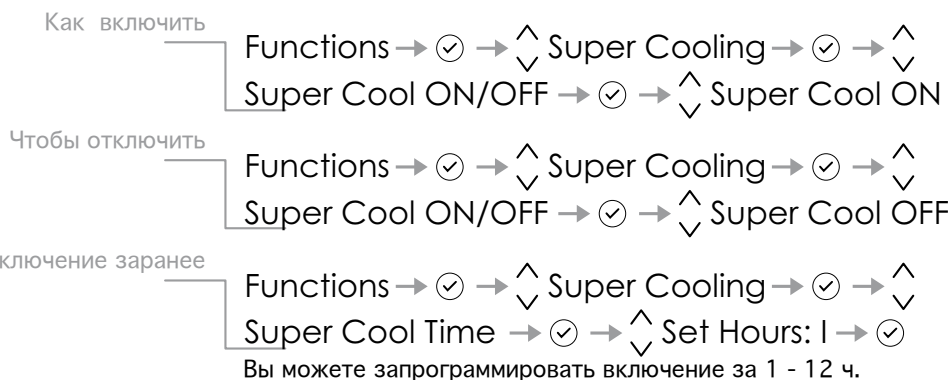 Как включить
Functions → ✓ → Super Cooling → ✓ →
Super Cool ON/OFF → ✓ → Super Cool ON
Чтобы отключить
Functions → ✓ → Super Cooling → ✓ →
Super Cool ON/OFF → ✓ → Super Cool OFF
заранее
Functions → ✓ → Super Cooling → ✓ →
Super Cool Time → ✓ → Set Hours: I → ✓
Вы можете запрограммировать включение за 1 - 12 ч.